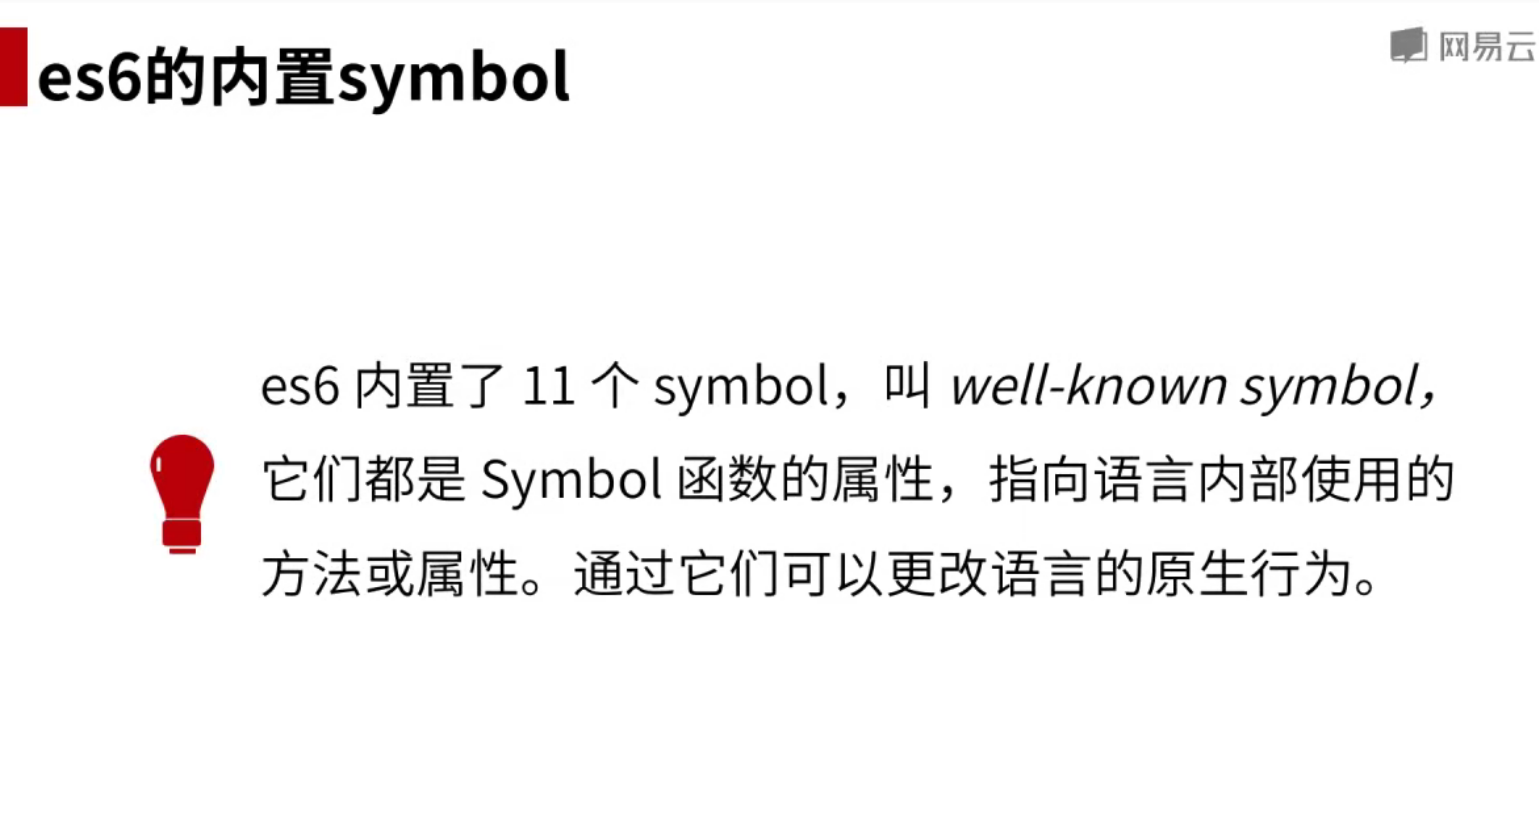 es6的内置symbol
网易云
es6 内置了 11 个 symbol，叫 well-known symbol，
它们都是 Symbol 函数的属性，指向语言内部使用的
方法或属性。通过它们可以更改语言的原生行为。